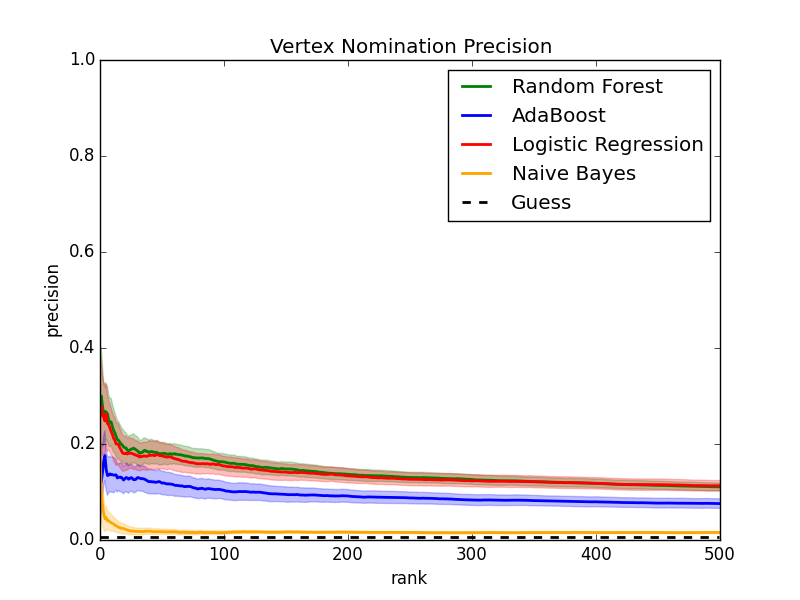 Vertex Nomination Precision
1.0
0.8
0.6
0.4
0.2
0.0
precision
Random Forest
AdaBoost
Logistic Regression
Naive Bayes
Guess
0 100 200 300 400 500
rank